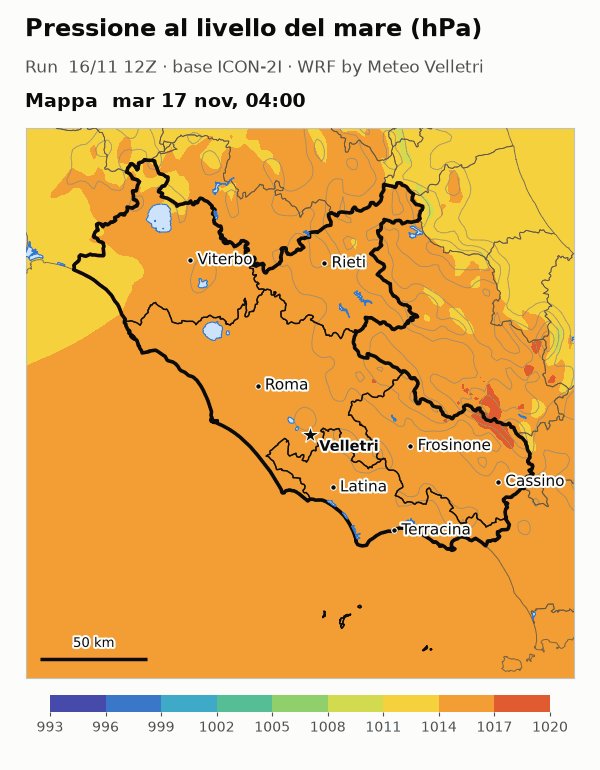 Pressione al livello del mare (hPa)
Run  16/11 12Z · base ICON-2I · WRF by Meteo Velletri
Mappa  mar 17 nov, 04:00
Viterbo
Rieti
Roma
Velletri
Frosinone
Cassino
Latina
Terracina
50 km
993 996 999 1002 1005 1008 1011 1014 1017 1020